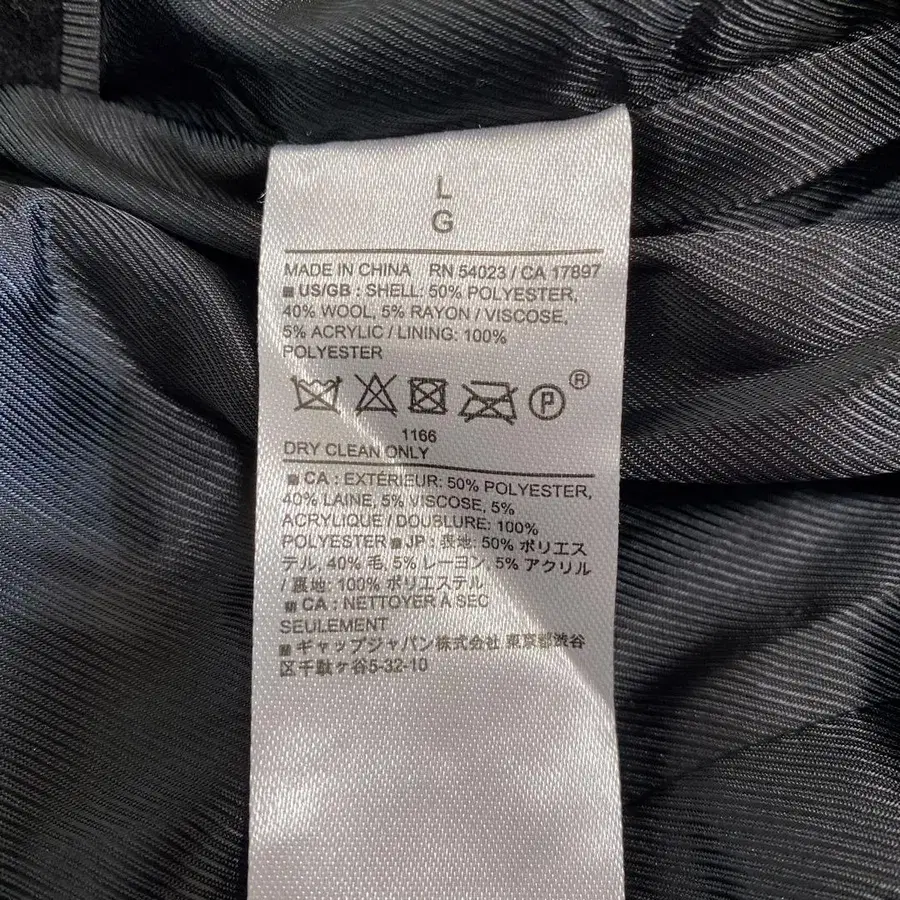 L
G
MADE IN CHINA RN 54023 / CA 17897
■ US/GB : SHELL: 50% POLYESTER,
40% WOOL, 5% RAYON / VISCOSE,
5% ACRYLIC / LINING: 100%
POLYESTER
P ®
1166
DRY CLEAN ONLY
■ CA : EXTÉRIEUR: 50% POLYESTER,
40% LAINE, 5% VISCOSE, 5%
ACRYLIQUE / DOUBLURE: 100%
POLYESTER ■ JP : 表地: 50% ポリエス
テル, 40% 毛, 5% レーヨン, 5% アクリル
/ 裏地: 100% ポリエステル
■ CA : NETTOYER À SEC
SEULEMENT
■ ギャップジャパン株式会社 東京都渋谷
区千駄ヶ谷5-32-10